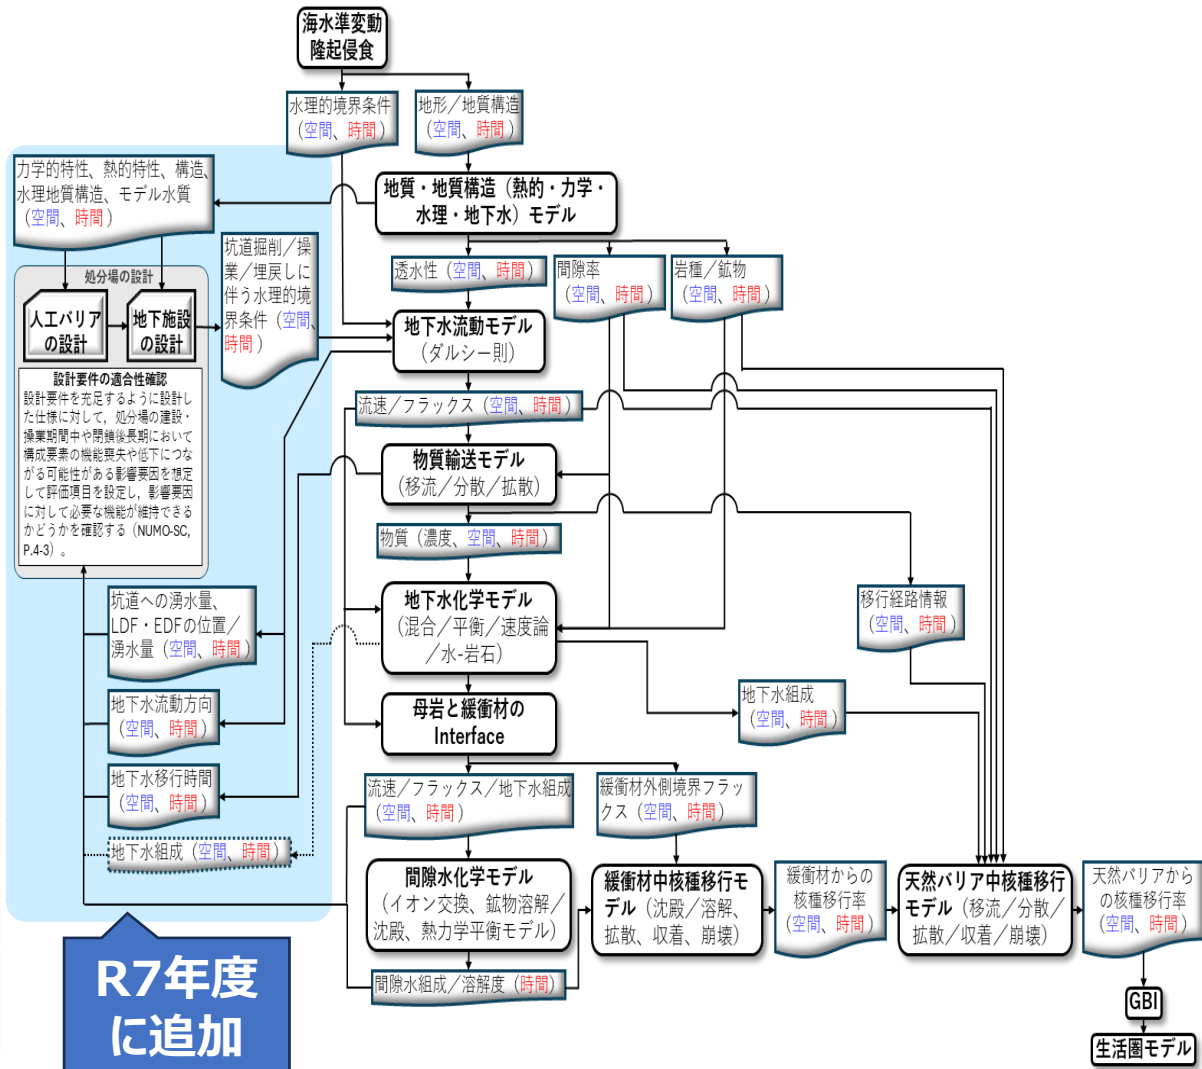 海水準変動
隆起侵食
水理的境界条件
（空間、時間）
地形／地質構造
（空間、時間）
力学的特性、熱的特性、構造、
水理地質構造、モデル水質
（空間、時間）
地質・地質構造（熱的・力学・
水理・地下水）モデル
坑道掘削／操
業／埋戻しに
伴う水理的境
界条件（空間、
時間）
透水性（空間、時間）
間隙率
（空間、時間）
岩種／鉱物
（空間、時間）
処分場の設計
人工バリア
の設計
地下施設
の設計
地下水流動モデル
（ダルシー則）
設計要件の適合性確認
設計要件を充足するように設計し
た仕様に対して，処分場の建設・
操業期間中や閉鎖後長期において
構成要素の機能喪失や低下につな
がる可能性がある影響要因を想定
して評価項目を設定し，影響要因
に対して必要な機能が維持できる
かどうかを確認する（NUMO-SC,
P.4-3）。
流速／フラックス（空間、時間）
物質輸送モデル
（移流／分散／拡散）
物質（濃度、空間、時間）
地下水化学モデル
（混合／平衡／速度論
／水-岩石）
移行経路情報
（空間、時間）
坑道への湧水量、
LDF・EDFの位置／
湧水量（空間、時間）
地下水流動方向
（空間、時間）
地下水組成
（空間、時間）
母岩と緩衝材の
Interface
地下水移行時間
（空間、時間）
流速／フラックス／地下水組成
（空間、時間）
緩衝材外側境界フラッ
クス（空間、時間）
地下水組成（空間、時間）
間隙水化学モデル
（イオン交換、鉱物溶解／
沈殿、熱力学平衡モデル）
緩衝材中核種移行モ
デル（沈殿／溶解、
拡散、収着、崩壊）
緩衝材からの
核種移行率
（空間、時間）
天然バリア中核種移行
モデル（移流／分散／
拡散／収着／崩壊）
天然バリアから
の核種移行率
（空間、時間）
間隙水組成／溶解度（時間）
R7年度
に追加
GBI
生活圏モデル